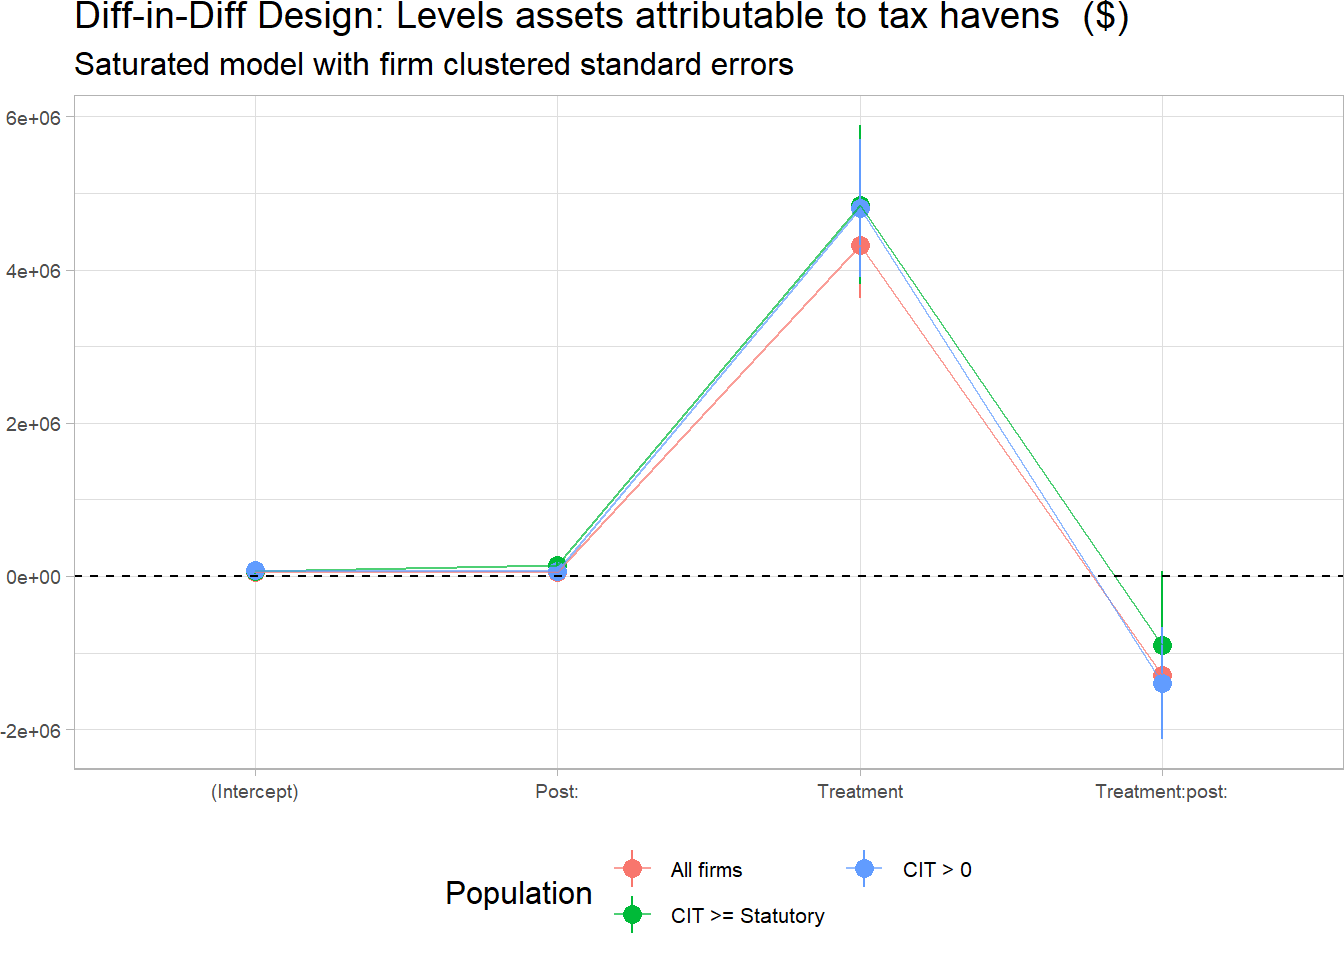 Diff-in-Diff Design: Levels assets attributable to tax havens  ($)
Saturated model with firm clustered standard errors
6e+06
4e+06
2e+06
0e+00
-2e+06
(Intercept) Post: Treatment Treatment:post:
Population
All firms
CIT >= Statutory
CIT > 0